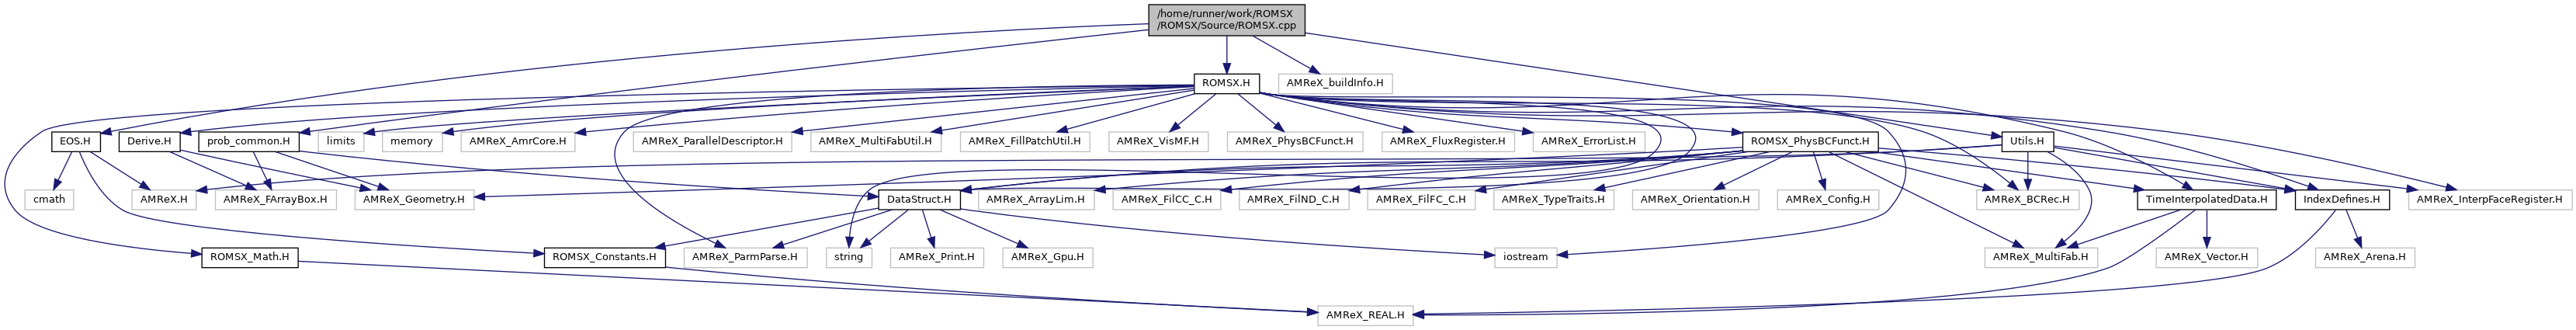 /home/runner/work/ROMSX
/ROMSX/Source/ROMSX.cpp
ROMSX.H
AMReX_buildInfo.H
EOS.H
Derive.H
prob_common.H
limits
memory
AMReX_AmrCore.H
AMReX_ParallelDescriptor.H
AMReX_MultiFabUtil.H
AMReX_FillPatchUtil.H
AMReX_VisMF.H
AMReX_PhysBCFunct.H
AMReX_FluxRegister.H
AMReX_ErrorList.H
ROMSX_PhysBCFunct.H
Utils.H
cmath
AMReX.H
AMReX_FArrayBox.H
AMReX_Geometry.H
DataStruct.H
AMReX_ArrayLim.H
AMReX_FilCC_C.H
AMReX_FilND_C.H
AMReX_FilFC_C.H
AMReX_TypeTraits.H
AMReX_Orientation.H
AMReX_Config.H
AMReX_BCRec.H
TimeInterpolatedData.H
IndexDefines.H
AMReX_InterpFaceRegister.H
ROMSX_Math.H
ROMSX_Constants.H
AMReX_ParmParse.H
string
AMReX_Print.H
AMReX_Gpu.H
iostream
AMReX_MultiFab.H
AMReX_Vector.H
AMReX_Arena.H
AMReX_REAL.H